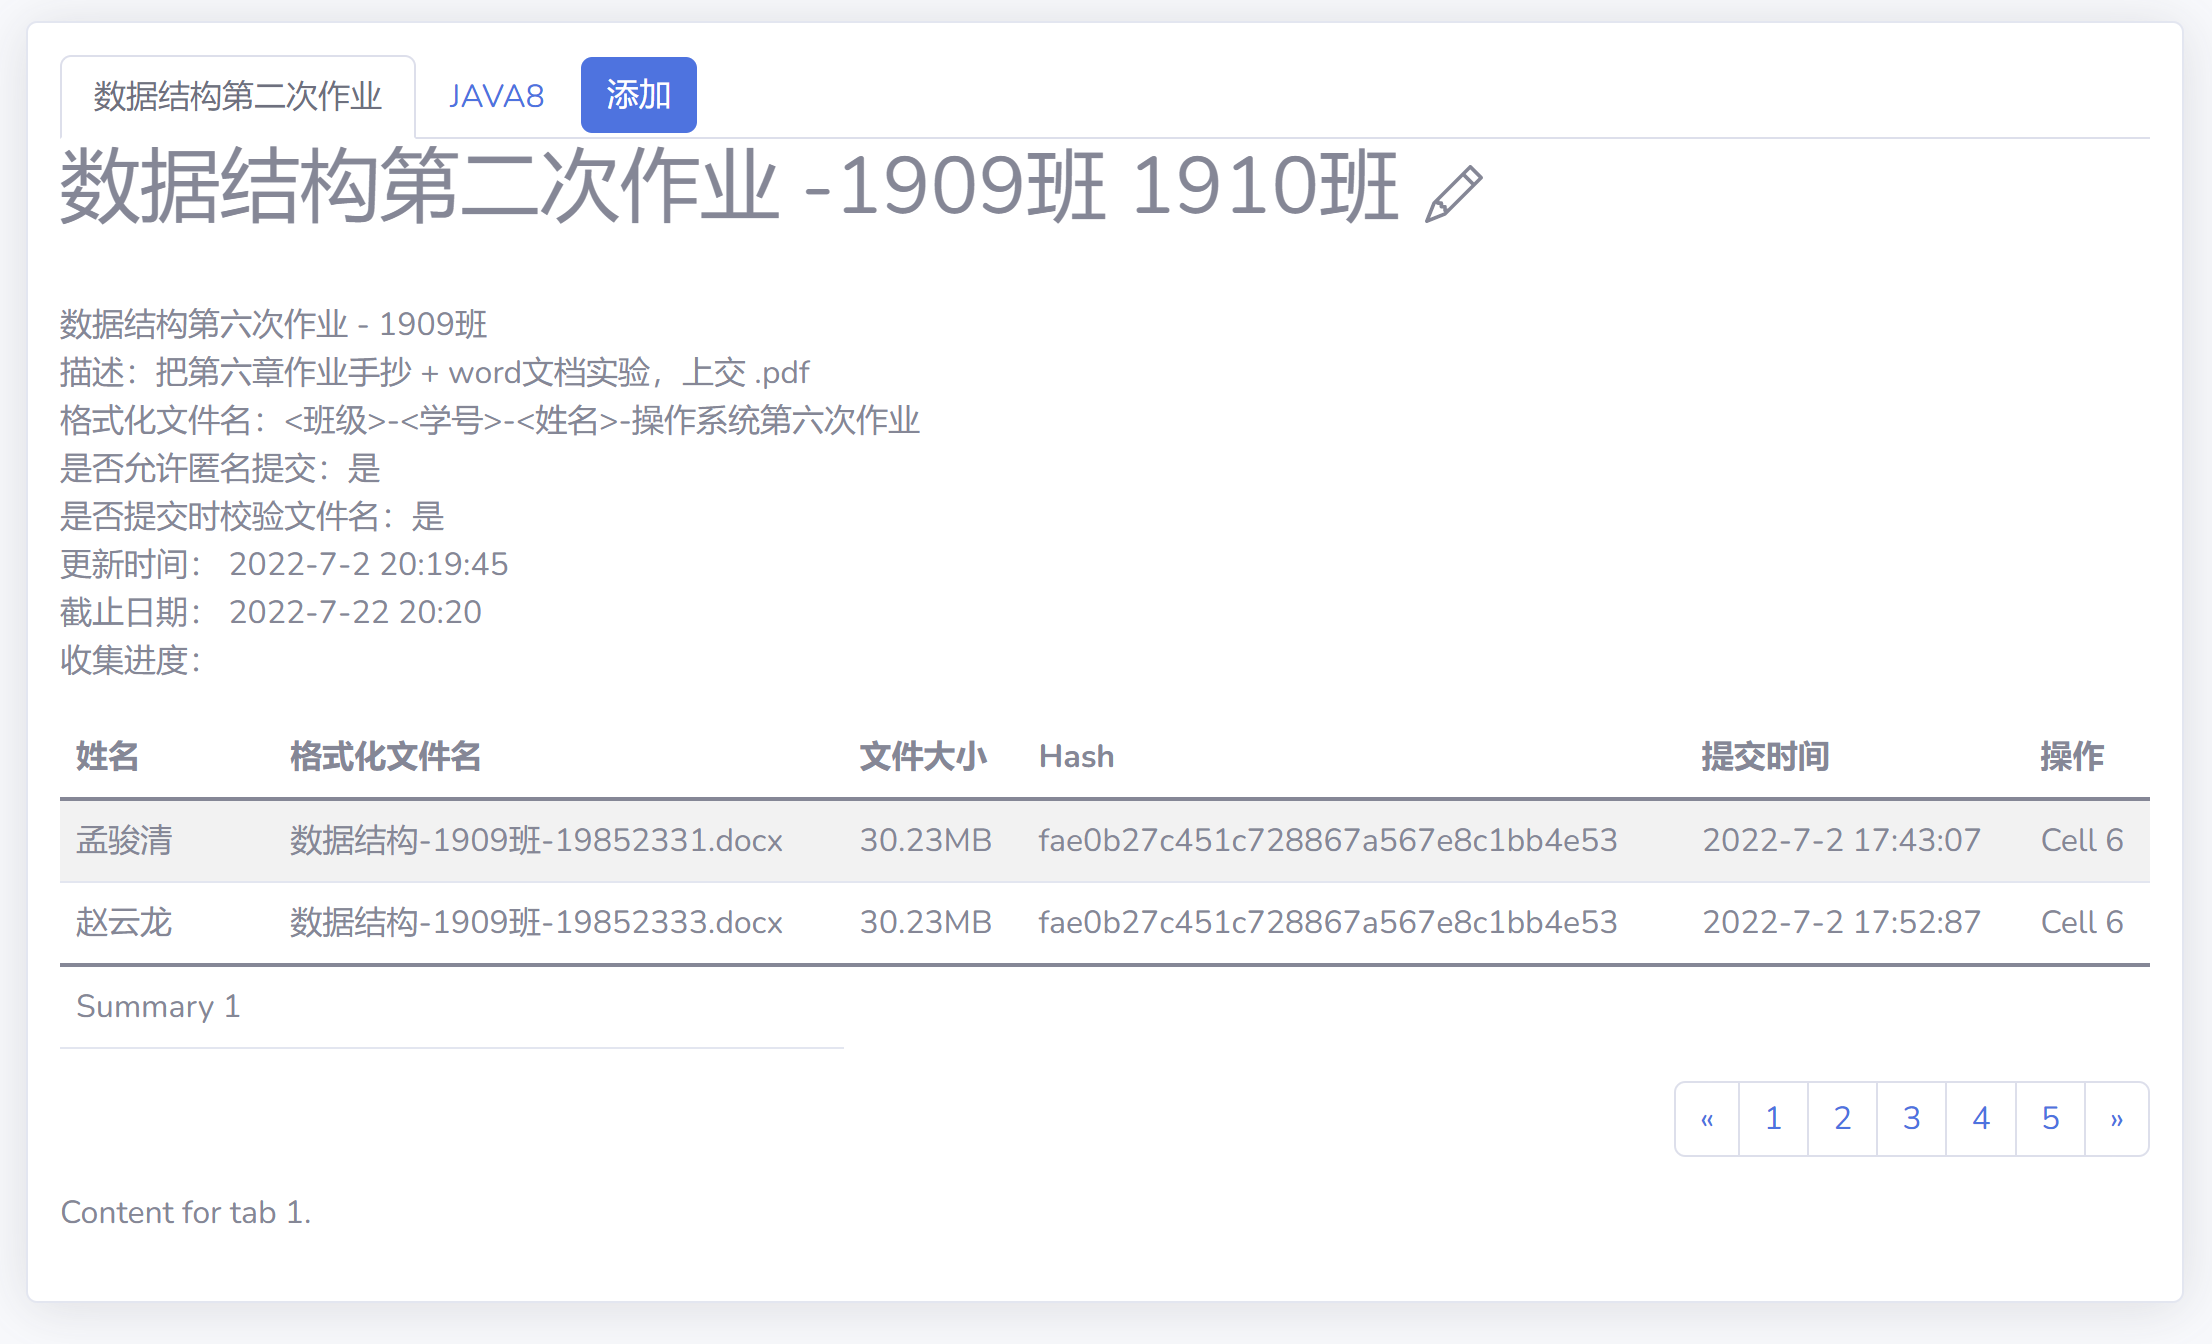 数据结构第二次作业 JAVA8 添加
数据结构第二次作业 -1909班 1910班
数据结构第六次作业 - 1909班
描述：把第六章作业手抄 + word文档实验，上交 .pdf
格式化文件名：<班级>-<学号>-<姓名>-操作系统第六次作业
是否允许匿名提交：是
是否提交时校验文件名：是
更新时间： 2022-7-2 20:19:45
截止日期： 2022-7-22 20:20
收集进度：
姓名 格式化文件名 文件大小 Hash 提交时间 操作
孟骏清 数据结构-1909班-19852331.docx 30.23MB fae0b27c451c728867a567e8c1bb4e53 2022-7-2 17:43:07 Cell 6
赵云龙 数据结构-1909班-19852333.docx 30.23MB fae0b27c451c728867a567e8c1bb4e53 2022-7-2 17:52:87 Cell 6
Summary 1
« 1 2 3 4 5 »
Content for tab 1.